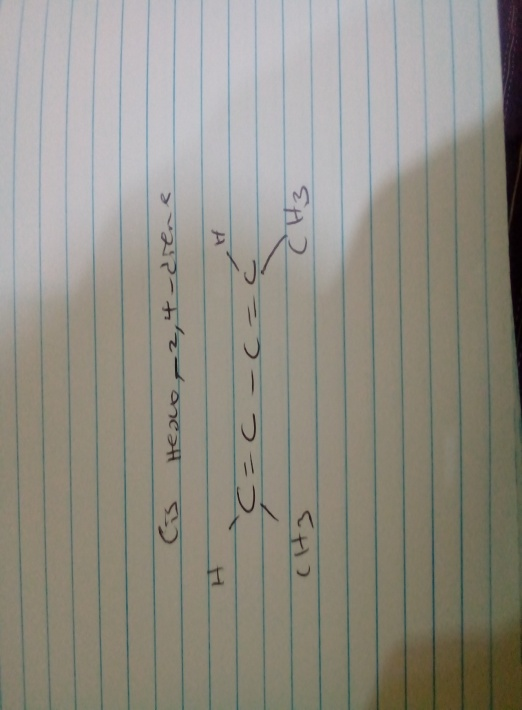 Cis Hexa-2,4-diene
H H
C=C-C=C
CH3 CH3